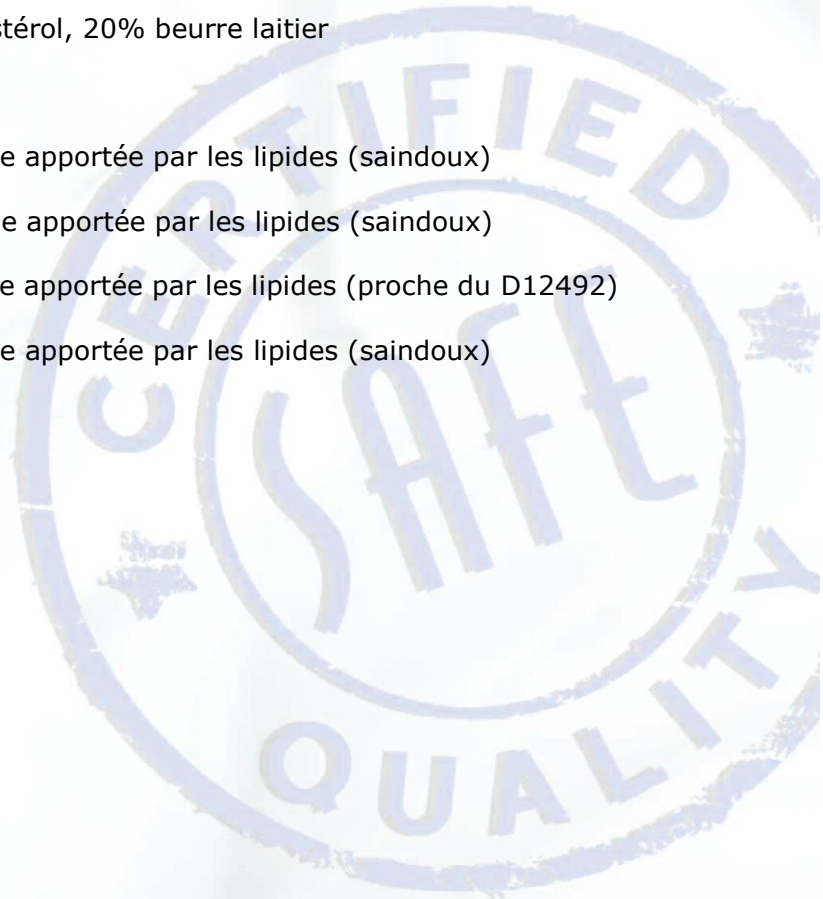 stérol, 20% beurre laitier
e apportée par les lipides (saindoux)
e apportée par les lipides (saindoux)
e apportée par les lipides (proche du D12492)
e apportée par les lipides (saindoux)
CERTIFIED
SAFE
QUALITY